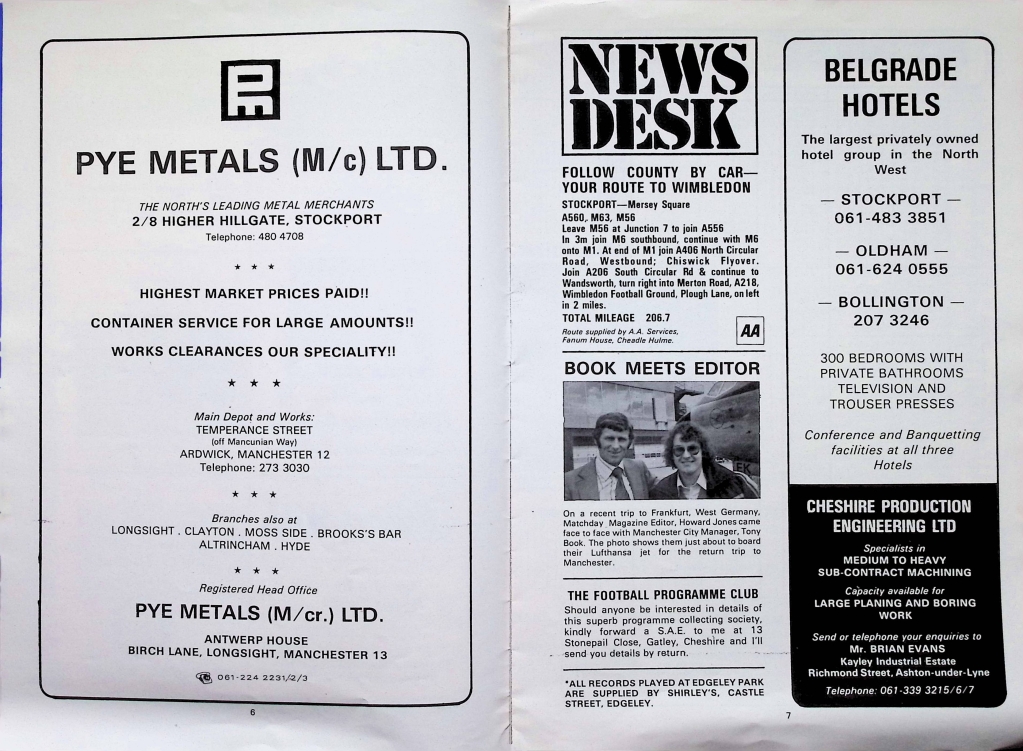 PM
PYE METALS (M/c) LTD.
THE NORTH'S LEADING METAL MERCHANTS
2/8 HIGHER HILLGATE, STOCKPORT
Telephone: 480 4708
★ ★ ★
HIGHEST MARKET PRICES PAID!!
CONTAINER SERVICE FOR LARGE AMOUNTS!!
WORKS CLEARANCES OUR SPECIALITY!!
★ ★ ★
Main Depot and Works:
TEMPERANCE STREET
(off Mancunian Way)
ARDWICK, MANCHESTER 12
Telephone: 273 3030
★ ★ ★
Branches also at
LONGSIGHT . CLAYTON . MOSS SIDE . BROOKS'S BAR
ALTRINCHAM . HYDE
★ ★ ★
Registered Head Office
PYE METALS (M/cr.) LTD.
ANTWERP HOUSE
BIRCH LANE, LONGSIGHT, MANCHESTER 13
061-224 2231/2/3
6
NEWS
DESK
FOLLOW COUNTY BY CAR—
YOUR ROUTE TO WIMBLEDON
STOCKPORT—Mersey Square
A560, M63, M56
Leave M56 at Junction 7 to join A556
In 3m join M6 southbound, continue with M6
onto M1. At end of M1 join A406 North Circular
Road, Westbound; Chiswick Flyover.
Join A206 South Circular Rd & continue to
Wandsworth, turn right into Merton Road, A218,
Wimbledon Football Ground, Plough Lane, on left
in 2 miles.
TOTAL MILEAGE 206.7
Route supplied by A.A. Services,
Fanum House, Cheadle Hulme.
AA
BOOK MEETS EDITOR
EK
On a recent trip to Frankfurt, West Germany,
Matchday Magazine Editor, Howard Jones came
face to face with Manchester City Manager, Tony
Book. The photo shows them just about to board
their Lufthansa jet for the return trip to
Manchester.
THE FOOTBALL PROGRAMME CLUB
Should anyone be interested in details of
this superb programme collecting society,
kindly forward a S.A.E. to me at 13
Stonepail Close, Gatley, Cheshire and I'll
send you details by return.
*ALL RECORDS PLAYED AT EDGELEY PARK
ARE SUPPLIED BY SHIRLEY'S, CASTLE
STREET, EDGELEY.
BELGRADE
HOTELS
The largest privately owned
hotel group in the North
West
— STOCKPORT —
061-483 3851
— OLDHAM —
061-624 0555
— BOLLINGTON —
207 3246
300 BEDROOMS WITH
PRIVATE BATHROOMS
TELEVISION AND
TROUSER PRESSES
Conference and Banquetting
facilities at all three
Hotels
CHESHIRE PRODUCTION
ENGINEERING LTD
Specialists in
MEDIUM TO HEAVY
SUB-CONTRACT MACHINING
Capacity available for
LARGE PLANING AND BORING
WORK
Send or telephone your enquiries to
Mr. BRIAN EVANS
Kayley Industrial Estate
Richmond Street, Ashton-under-Lyne
Telephone: 061-339 3215/6/7
7